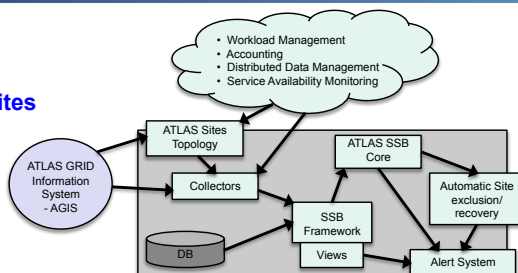 • Workload Management
• Accounting
• Distributed Data Management
• Service Availability Monitoring
ites
ATLAS Sites
Topology
ATLAS SSB
Core
ATLAS GRID
Information
System
- AGIS
Collectors
Automatic Site
exclusion/
recovery
SSB
Framework
DB
Views
Alert System